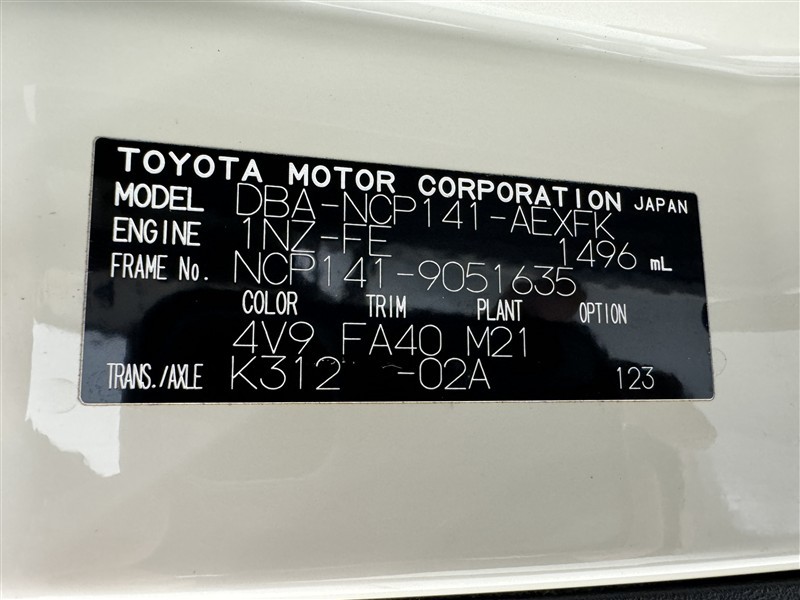 TOYOTA MOTOR CORPORATION JAPAN
MODEL DBA-NCP141-AEXFK
ENGINE 1NZ-FE 1496 mL
FRAME No. NCP141-9051635
COLOR TRIM PLANT OPTION
4V9 FA40 M21
TRANS./AXLE K312 -02A 123